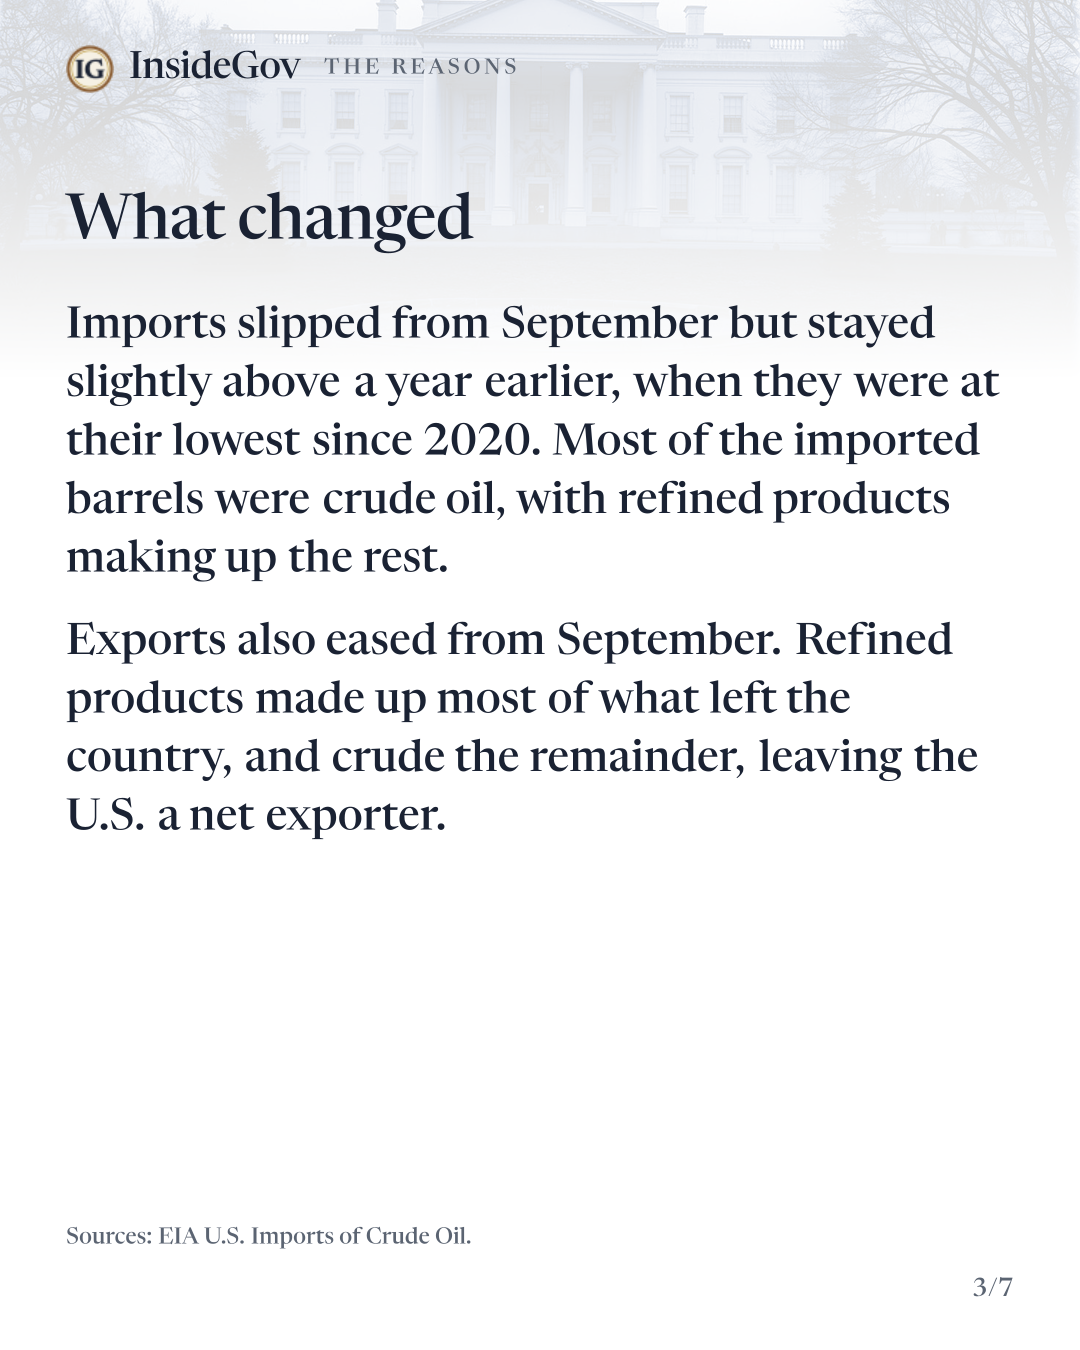 IG InsideGov THE REASONS
What changed
Imports slipped from September but stayed
slightly above a year earlier, when they were at
their lowest since 2020. Most of the imported
barrels were crude oil, with refined products
making up the rest.
Exports also eased from September. Refined
products made up most of what left the
country, and crude the remainder, leaving the
U.S. a net exporter.
Sources: EIA U.S. Imports of Crude Oil.
3/7